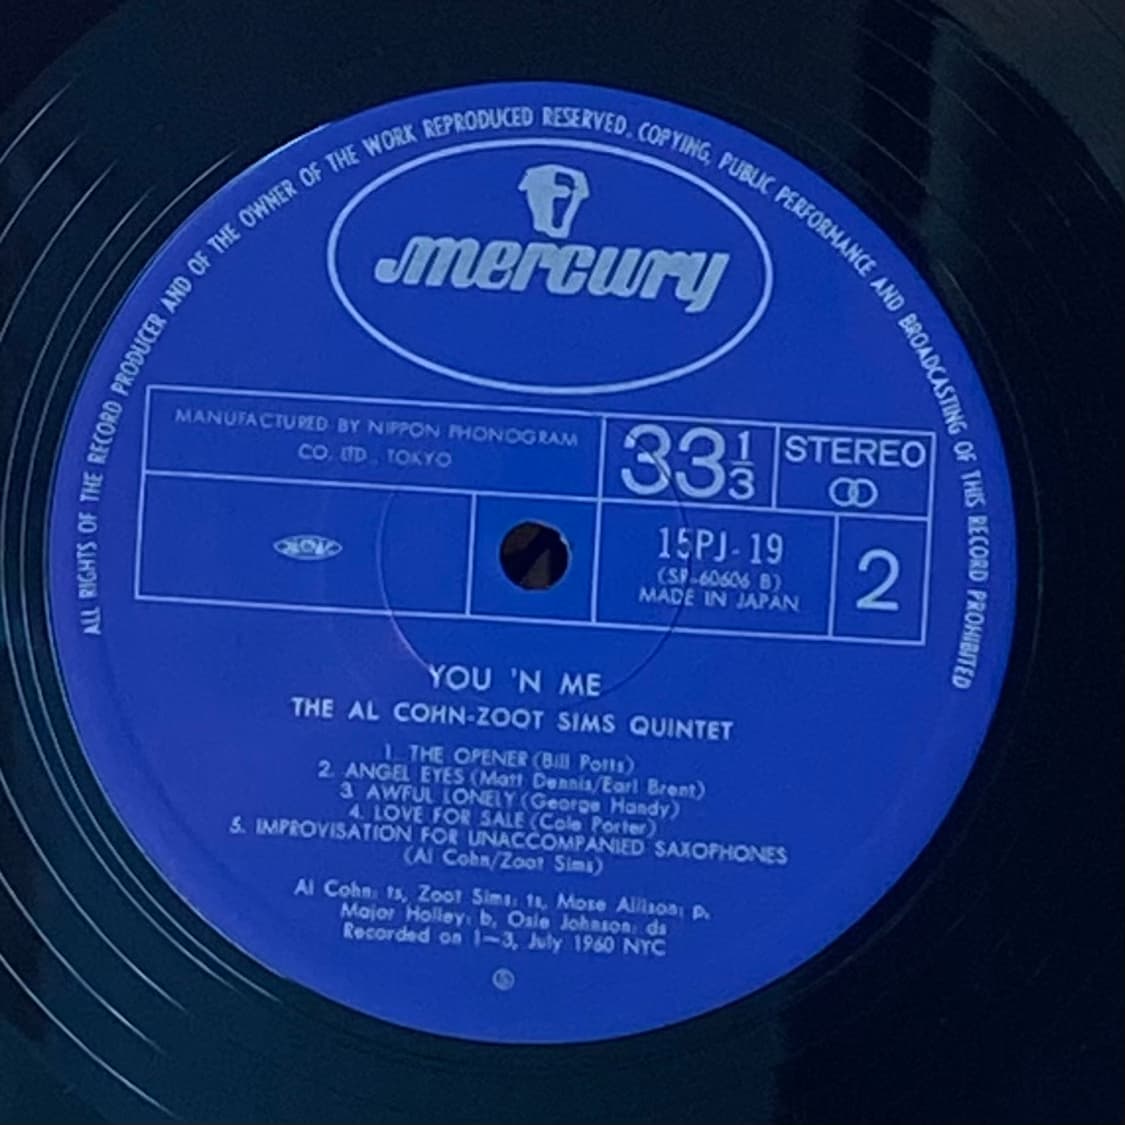 ALL RIGHTS OF THE RECORD PRODUCER AND OF THE OWNER OF THE WORK REPRODUCED RESERVED. COPYING, PUBLIC PERFORMANCE AND BROADCASTING OF THIS RECORD PROHIBITED
mercury
MANUFACTURED BY NIPPON PHONOGRAM
CO. LTD., TOKYO
33 1/3
STEREO
15PJ-19
(SR-60606 B)
MADE IN JAPAN
2
YOU 'N ME
THE AL COHN-ZOOT SIMS QUINTET
1. THE OPENER (Bill Potts)
2. ANGEL EYES (Matt Dennis/Earl Brent)
3. AWFUL LONELY (George Handy)
4. LOVE FOR SALE (Cole Porter)
5. IMPROVISATION FOR UNACCOMPANIED SAXOPHONES
(Al Cohn/Zoot Sims)
Al Cohn: ts, Zoot Sims: ts, Mose Allison: p,
Major Holley: b, Osie Johnson: ds
Recorded on 1-3, July 1960 NYC